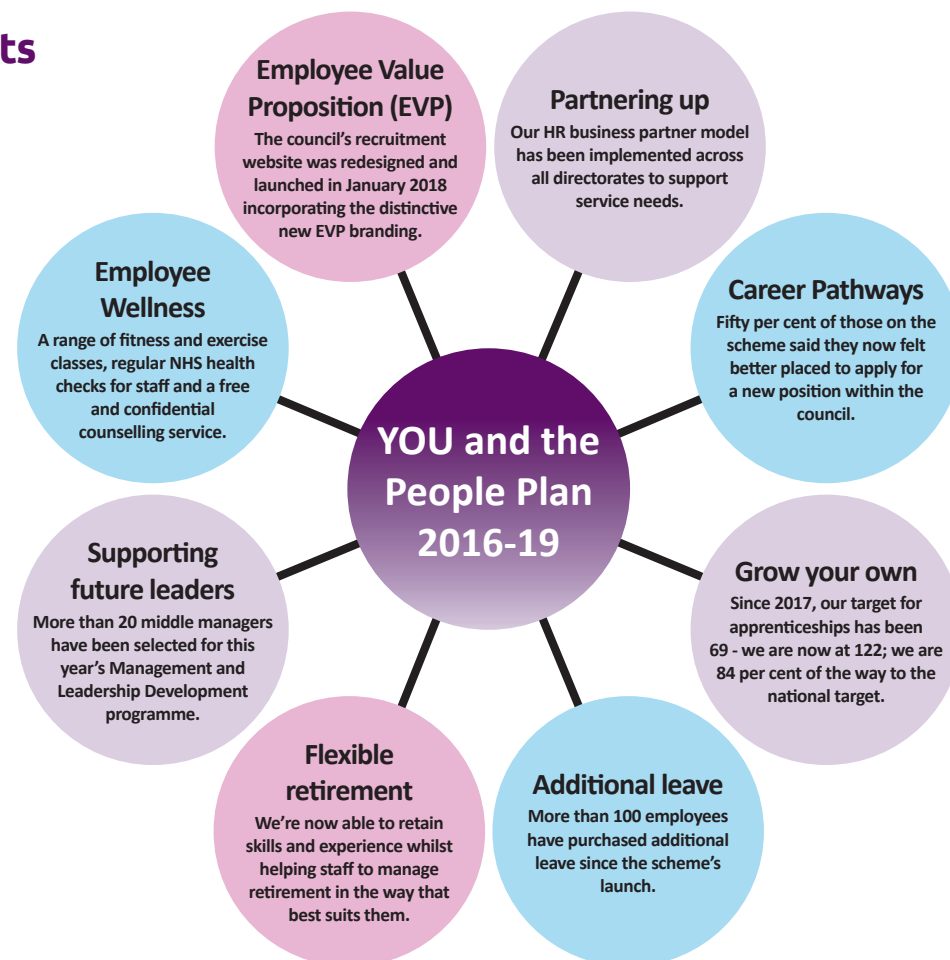 ts
Employee Value
Proposition (EVP)
The council's recruitment
website was redesigned and
launched in January 2018
incorporating the distinctive
new EVP branding.
Partnering up
Our HR business partner model
has been implemented across
all directorates to support
service needs.
Employee
Wellness
A range of fitness and exercise
classes, regular NHS health
checks for staff and a free
and confidential
counselling service.
Career Pathways
Fifty per cent of those on the
scheme said they now felt
better placed to apply for
a new position within the
council.
YOU and the
People Plan
2016-19
Supporting
future leaders
More than 20 middle managers
have been selected for this
year's Management and
Leadership Development
programme.
Grow your own
Since 2017, our target for
apprenticeships has been
69 - we are now at 122; we are
84 per cent of the way to the
national target.
Flexible
retirement
We're now able to retain
skills and experience whilst
helping staff to manage
retirement in the way that
best suits them.
Additional leave
More than 100 employees
have purchased additional
leave since the scheme's
launch.